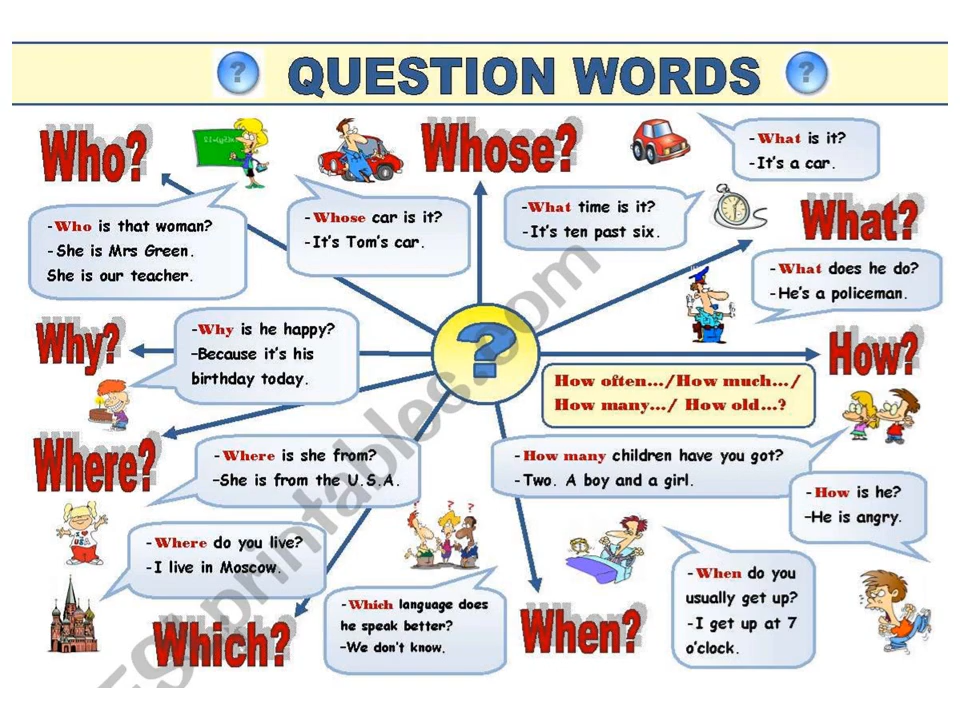 ? QUESTION WORDS ?
Who?
Whose?
- What is it?
- It's a car.
- Who is that woman?
- She is Mrs Green.
She is our teacher.
- Whose car is it?
- It's Tom's car.
- What time is it?
- It's ten past six.
What?
- What does he do?
- He's a policeman.
Why?
- Why is he happy?
- Because it's his
birthday today.
?
How?
How often.../How much.../
How many.../ How old...?
Where?
- Where is she from?
- She is from the U.S.A.
- How many children have you got?
- Two. A boy and a girl.
- How is he?
- He is angry.
I ♥
USA
- Where do you live?
- I live in Moscow.
? ? ?
Which?
- Which language does
he speak better?
- We don't know.
When?
- When do you
usually get up?
- I get up at 7
o'clock.
ESLprintables.com